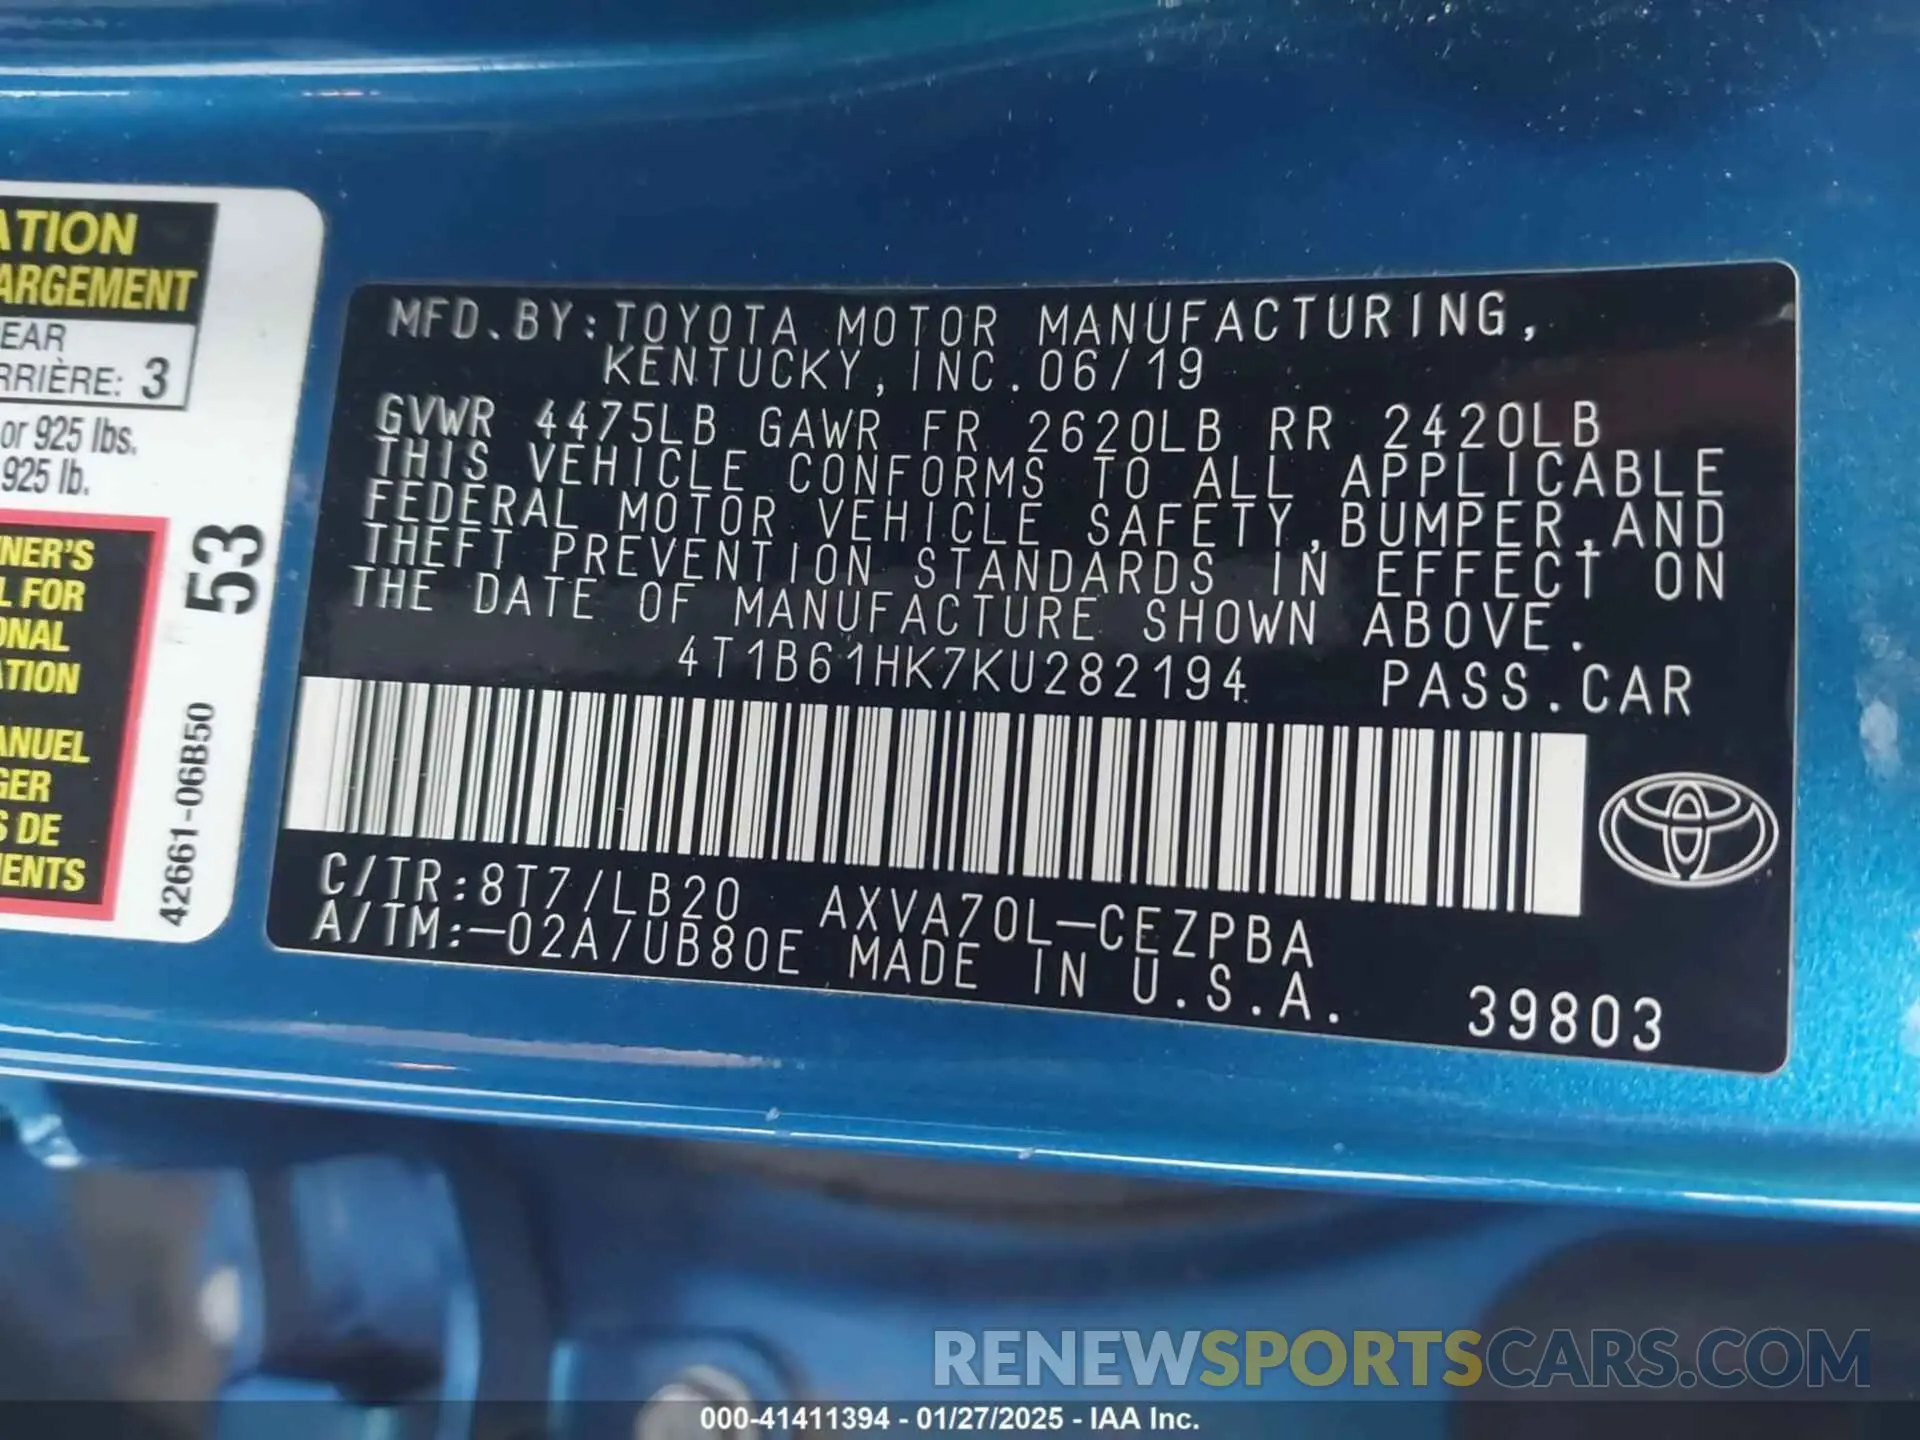 ATION
ARGEMENT
EAR
RRIÈRE: 3
or 925 lbs.
925 lb.
NER'S
L FOR
ONAL
ATION
ANUEL
GER
S DE
MENTS
53
42661-06B50
MFD.BY:TOYOTA MOTOR MANUFACTURING,
KENTUCKY,INC.06/19
GVWR 4475LB GAWR FR 2620LB RR 2420LB
THIS VEHICLE CONFORMS TO ALL APPLICABLE
FEDERAL MOTOR VEHICLE SAFETY,BUMPER,AND
THEFT PREVENTION STANDARDS IN EFFECT ON
THE DATE OF MANUFACTURE SHOWN ABOVE.
4T1B61HK7KU282194 PASS.CAR
C/TR:8T7/LB20 AXVA70L-CEZPBA
A/TM:-02A/UB80E MADE IN U.S.A. 39803
RENEWSPORTSCARS.COM
000-41411394 - 01/27/2025 - IAA Inc.